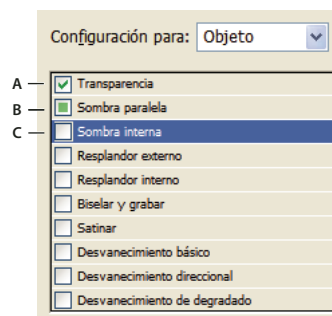 Configuración para: Objeto
A Transparencia
B Sombra paralela
C Sombra interna
Resplandor externo
Resplandor interno
Biselar y grabar
Satinar
Desvanecimiento básico
Desvanecimiento direccional
Desvanecimiento de degradado